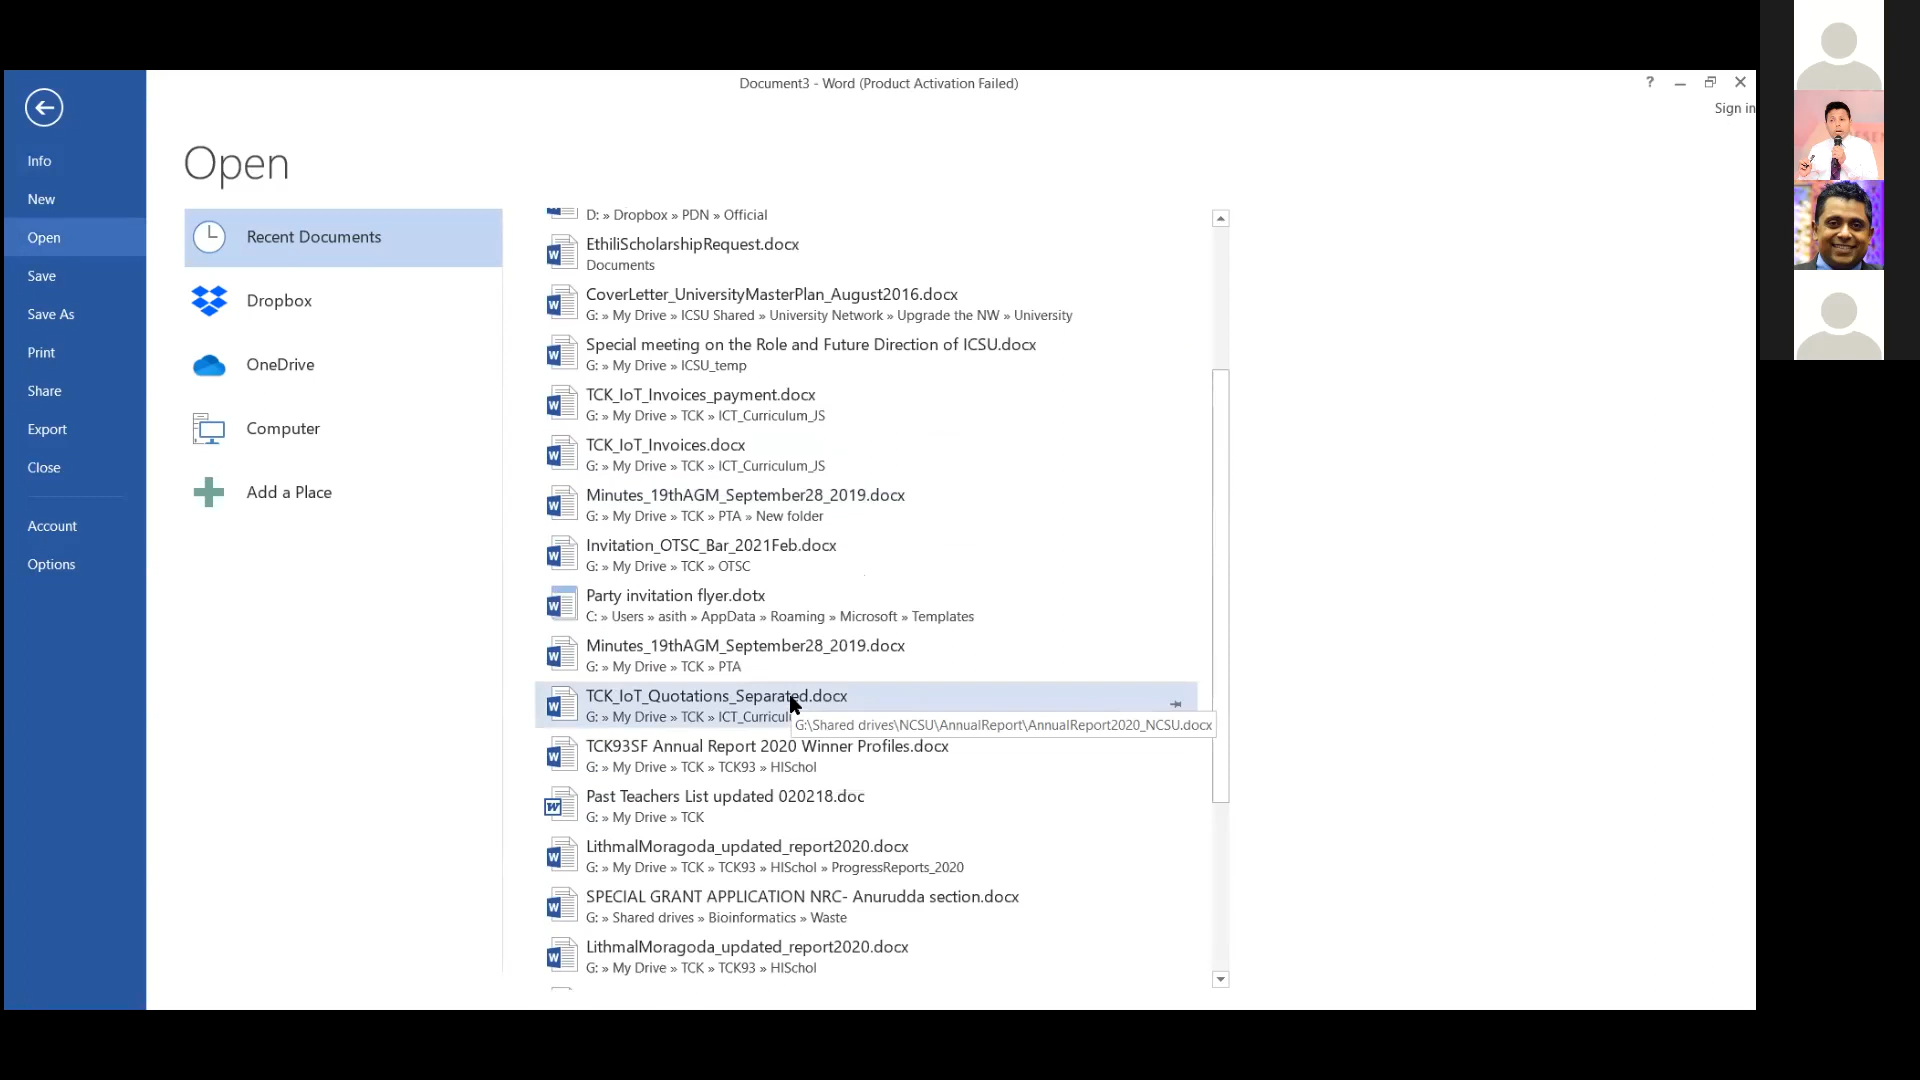 Document3 - Word (Product Activation Failed)
?
Sign in
Info
New
Open
Save
Save As
Print
Share
Export
Close
Account
Options
Open
Recent Documents
Dropbox
OneDrive
Computer
Add a Place
D: » Dropbox » PDN » Official
EthiliScholarshipRequest.docx
Documents
CoverLetter_UniversityMasterPlan_August2016.docx
G: » My Drive » ICSU Shared » University Network » Upgrade the NW » University
Special meeting on the Role and Future Direction of ICSU.docx
G: » My Drive » ICSU_temp
TCK_IoT_Invoices_payment.docx
G: » My Drive » TCK » ICT_Curriculum_JS
TCK_IoT_Invoices.docx
G: » My Drive » TCK » ICT_Curriculum_JS
Minutes_19thAGM_September28_2019.docx
G: » My Drive » TCK » PTA » New folder
Invitation_OTSC_Bar_2021Feb.docx
G: » My Drive » TCK » OTSC
Party invitation flyer.dotx
C: » Users » asith » AppData » Roaming » Microsoft » Templates
Minutes_19thAGM_September28_2019.docx
G: » My Drive » TCK » PTA
TCK_IoT_Quotations_Separated.docx
G: » My Drive » TCK » ICT_Curricul
G:\Shared drives\NCSU\AnnualReport\AnnualReport2020_NCSU.docx
TCK93SF Annual Report 2020 Winner Profiles.docx
G: » My Drive » TCK » TCK93 » HISchol
Past Teachers List updated 020218.doc
G: » My Drive » TCK
LithmalMoragoda_updated_report2020.docx
G: » My Drive » TCK » TCK93 » HISchol » ProgressReports_2020
SPECIAL GRANT APPLICATION NRC- Anurudda section.docx
G: » Shared drives » Bioinformatics » Waste
LithmalMoragoda_updated_report2020.docx
G: » My Drive » TCK » TCK93 » HISchol